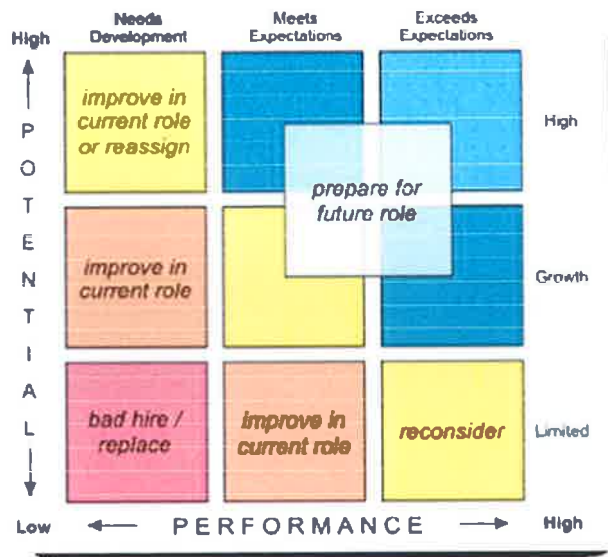 Needs
Development
Meets
Expectations
Exceeds
Expectations
High
improve in
current role
or reassign
High
prepare for
future role
POTENTIAL
improve in
current role
Growth
bad hire /
replace
improve in
current role
reconsider
Limited
Low
PERFORMANCE
High